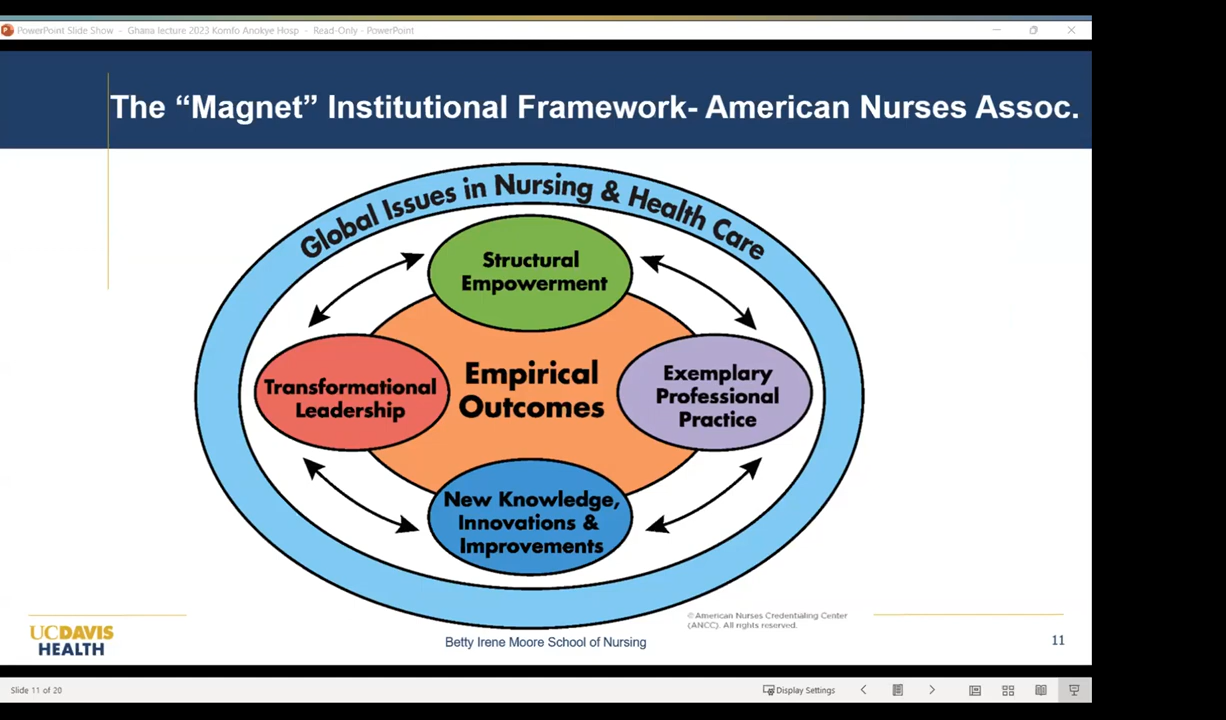 PowerPoint Slide Show - Ghana lecture 2023 Komfo Anokye Hosp - Read-Only - PowerPoint
The “Magnet” Institutional Framework- American Nurses Assoc.
Global Issues in Nursing & Health Care
Structural
Empowerment
Transformational
Leadership
Empirical
Outcomes
Exemplary
Professional
Practice
New Knowledge,
Innovations &
Improvements
©American Nurses Credentialing Center
(ANCC). All rights reserved.
UCDAVIS
HEALTH
Betty Irene Moore School of Nursing
11
Slide 11 of 20
Display Settings